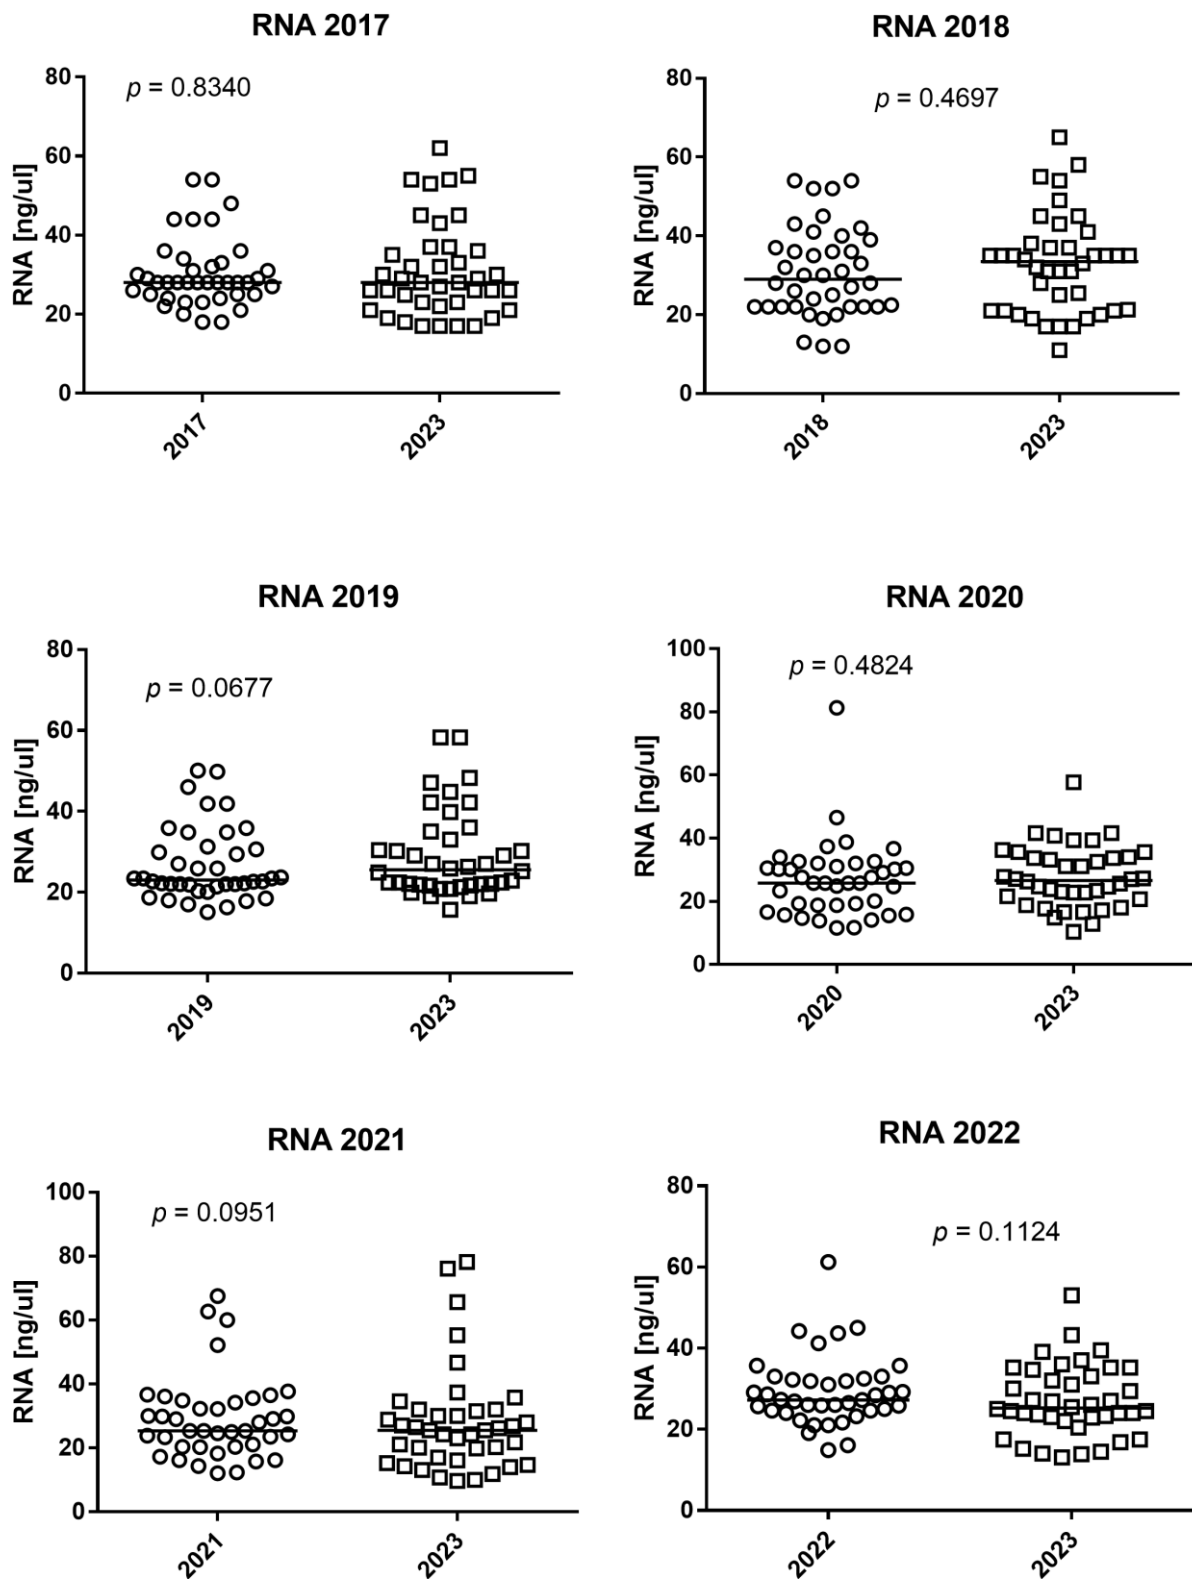 RNA 2017
p = 0.8340
RNA [ng/ul]
80
60
40
20
0
2017
2023
RNA 2018
p = 0.4697
RNA [ng/ul]
80
60
40
20
0
2018
2023
RNA 2019
p = 0.0677
RNA [ng/ul]
80
60
40
20
0
2019
2023
RNA 2020
p = 0.4824
RNA [ng/ul]
100
80
60
40
20
0
2020
2023
RNA 2021
p = 0.0951
RNA [ng/ul]
100
80
60
40
20
0
2021
2023
RNA 2022
p = 0.1124
RNA [ng/ul]
80
60
40
20
0
2022
2023